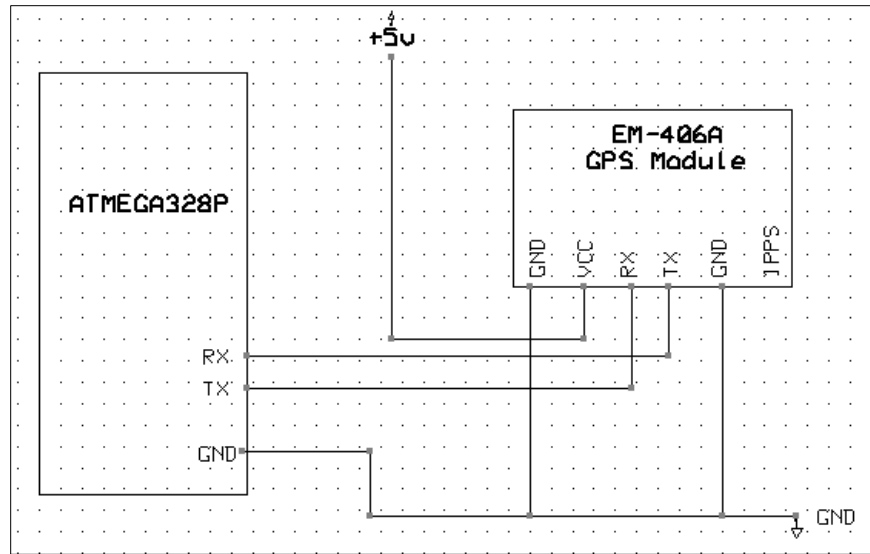 +5v
EM-406A
GPS Module
ATMEGA328P
GND
VCC
RX
TX
GND
1PPS
RX
TX
GND
GND